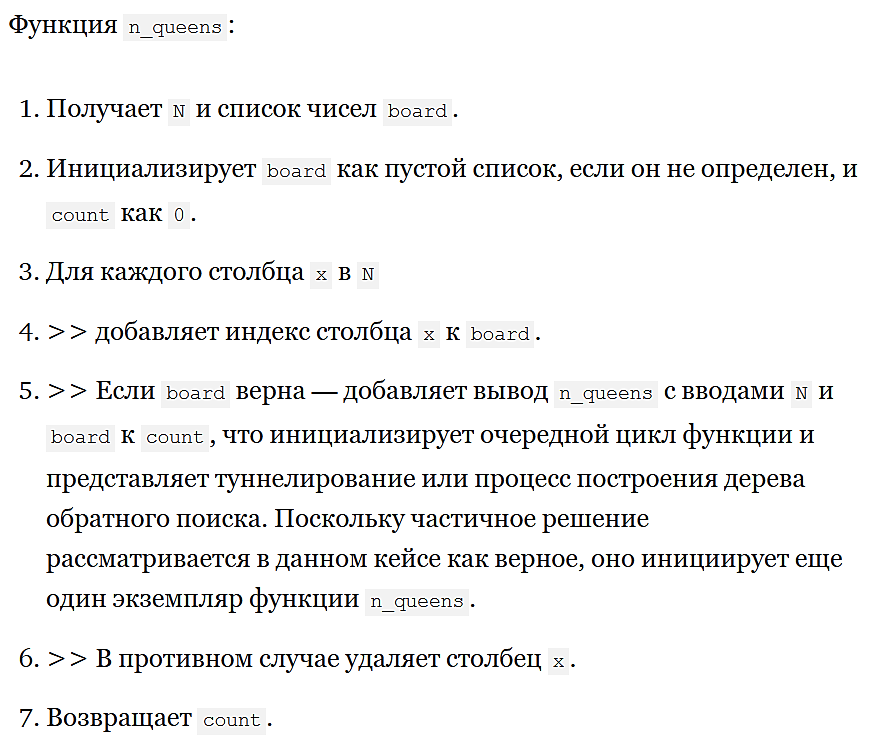 Функция n_queens:
1. Получает N и список чисел board.
2. Инициализирует board как пустой список, если он не определен, и
count как 0.
3. Для каждого столбца x в N
4. >> добавляет индекс столбца x к board.
5. >> Если board верна — добавляет вывод n_queens с вводами N и
board к count, что инициализирует очередной цикл функции и
представляет туннелирование или процесс построения дерева
обратного поиска. Поскольку частичное решение
рассматривается в данном кейсе как верное, оно инициирует еще
один экземпляр функции n_queens.
6. >> В противном случае удаляет столбец x.
7. Возвращает count.